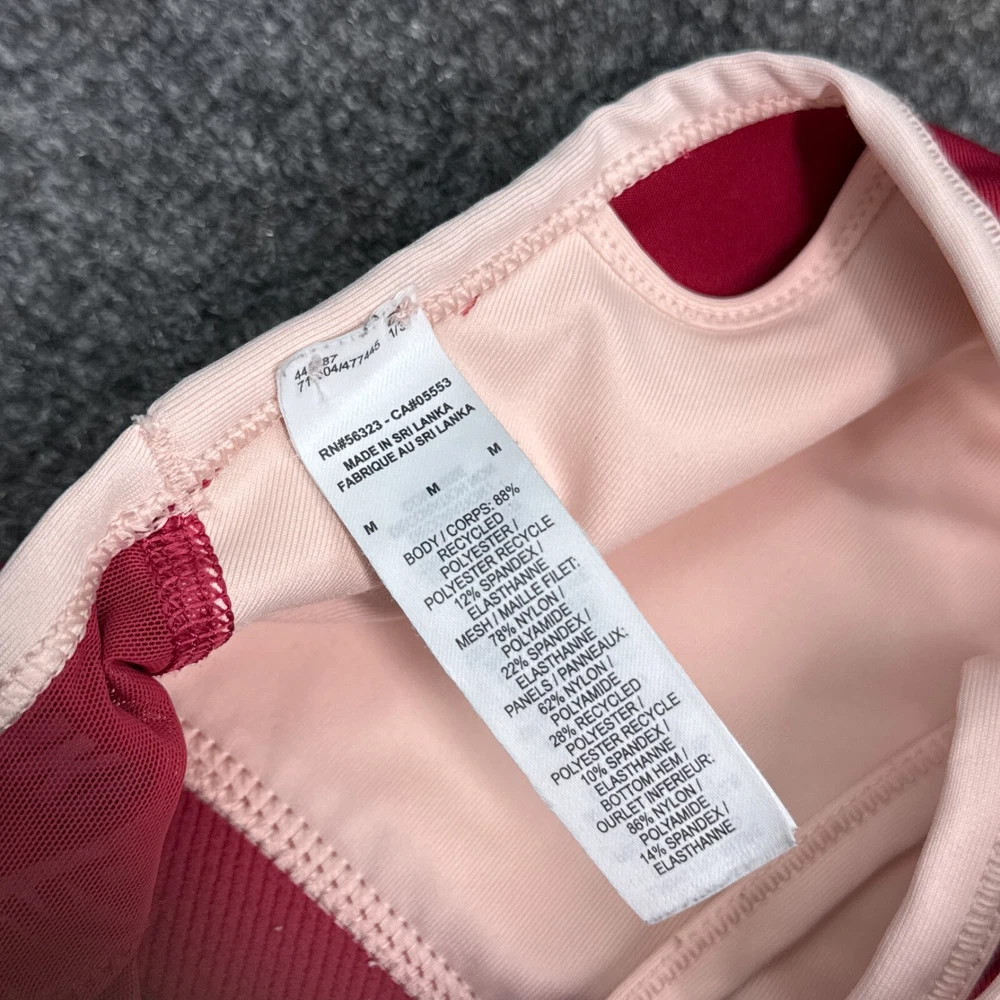 1/3
RN#56323 - CA#05553
MADE IN SRI LANKA
FABRIQUE AU SRI LANKA
M M M
BODY / CORPS: 88%
RECYCLED
POLYESTER /
POLYESTER RECYCLE
12% SPANDEX /
ELASTHANNE
MESH / MAILLE FILET:
78% NYLON /
POLYAMIDE
22% SPANDEX /
ELASTHANNE
PANELS / PANNEAUX:
62% NYLON /
POLYAMIDE
28% RECYCLED
POLYESTER /
POLYESTER RECYCLE
10% SPANDEX /
ELASTHANNE
BOTTOM HEM /
OURLET INFERIEUR:
86% NYLON /
POLYAMIDE
14% SPANDEX /
ELASTHANNE